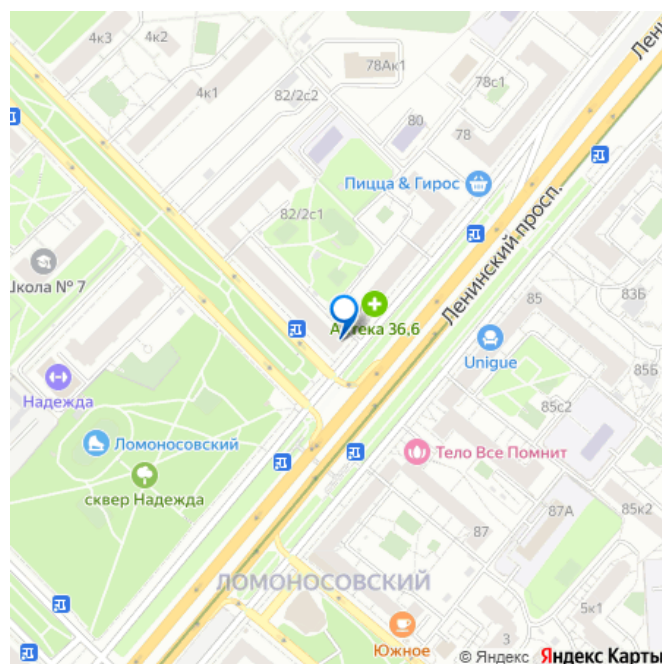 4к3
4к2
Лени
78Ак1
78с1
4к1
82/2с2
80
78
Пицца & Гирос
82/2с1
Ленинский просп.
Школа № 7
85
83Б
36,6
Unigue
85Б
Надежда
85с2
Ломоносовский
Тело Все Помнит
сквер Надежда
85к2
87А
87
ЛОМОНОСОВСКИЙ
5к1
3
Южное
© Яндекс Яндекс Карты